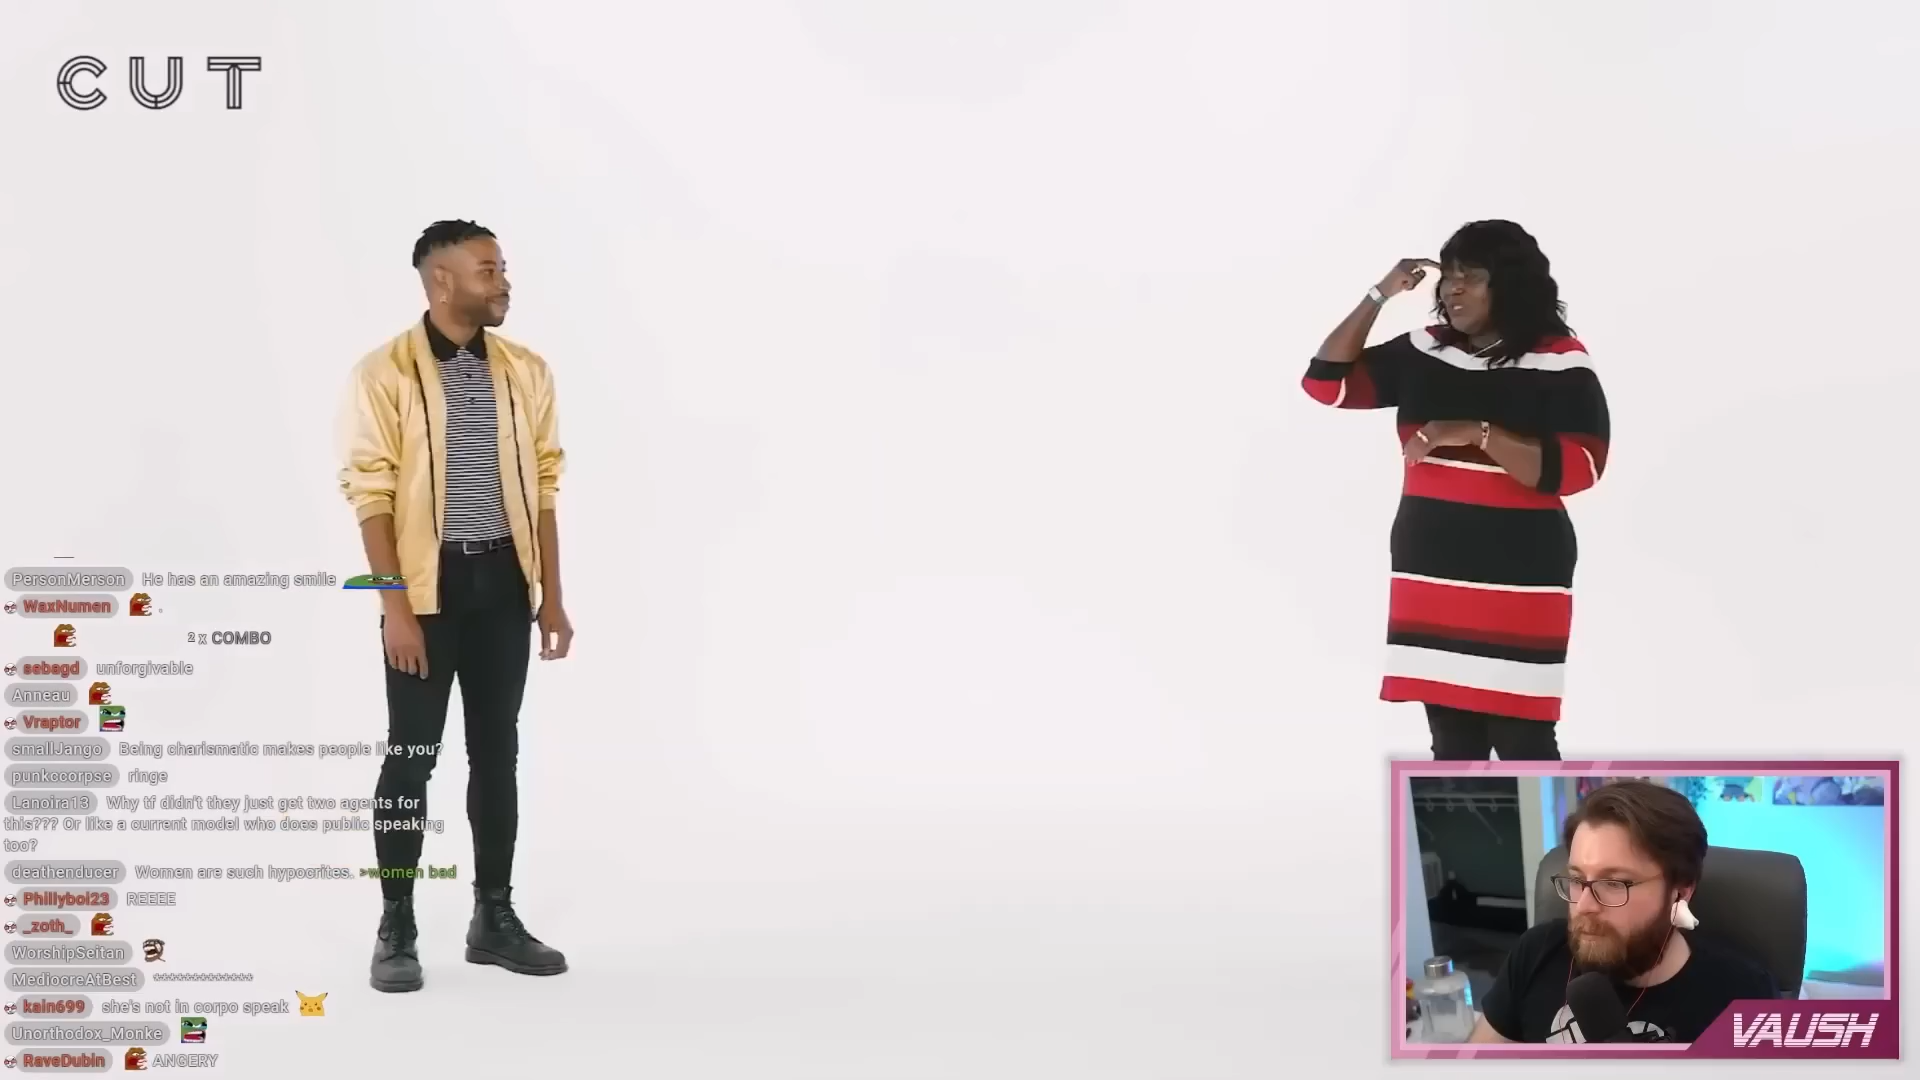 CUT
PersonMerson He has an amazing smile
WaxNumen .
2 x COMBO
sebagd unforgivable
Anneau
Vraptor
smallJango Being charismatic makes people like you?
punkccorpse ringe
Lanoira13 Why tf didn't they just get two agents for
this??? Or like a current model who does public speaking
too?
deathenducer Women are such hypocrites. >women bad
Phillyboi23 REEEE
_zoth_
WorshipSeitan
MediocreAtBest *************
kain699 she's not in corpo speak
Unorthodox_Monke
RaveDubin ANGERY
VAUSH